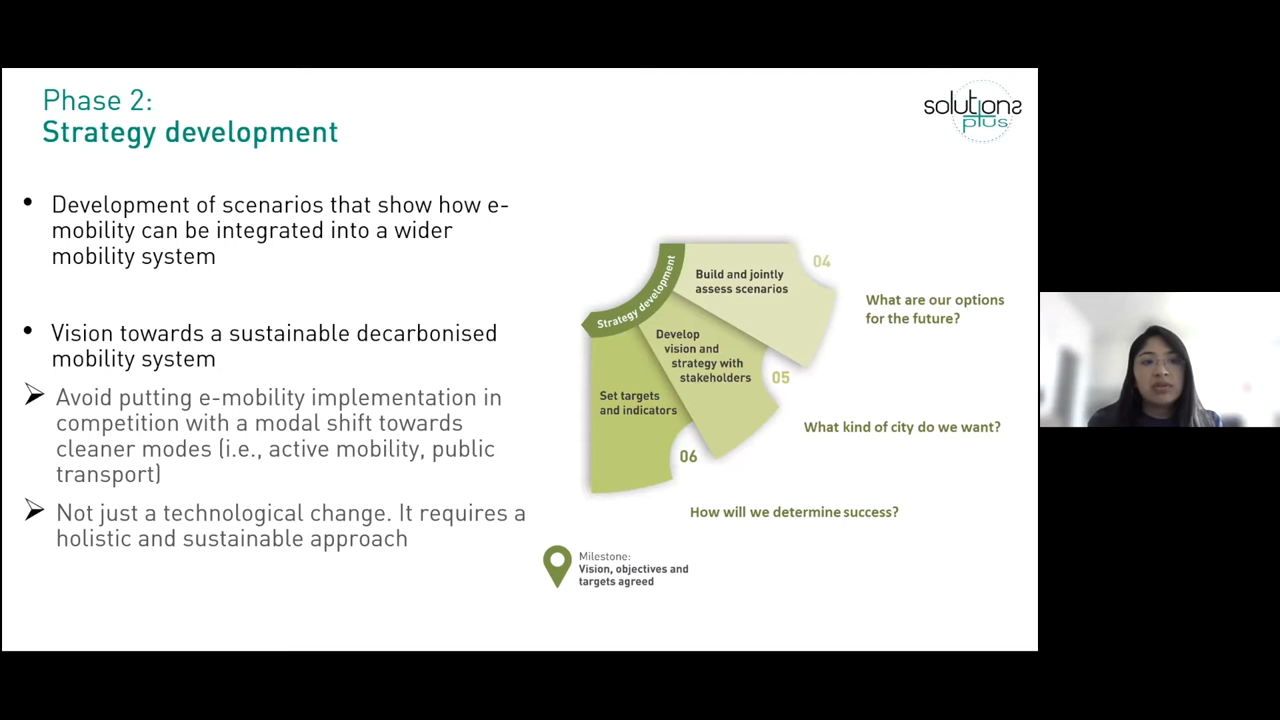 Phase 2:
Strategy development
solutions
plus
• Development of scenarios that show how e-
mobility can be integrated into a wider
mobility system
• Vision towards a sustainable decarbonised
mobility system
➢ Avoid putting e-mobility implementation in
competition with a modal shift towards
cleaner modes (i.e., active mobility, public
transport)
➢ Not just a technological change. It requires a
holistic and sustainable approach
Strategy development
Build and jointly
assess scenarios
04
What are our options
for the future?
Develop
vision and
strategy with
stakeholders
05
What kind of city do we want?
Set targets
and indicators
06
How will we determine success?
Milestone:
Vision, objectives and
targets agreed